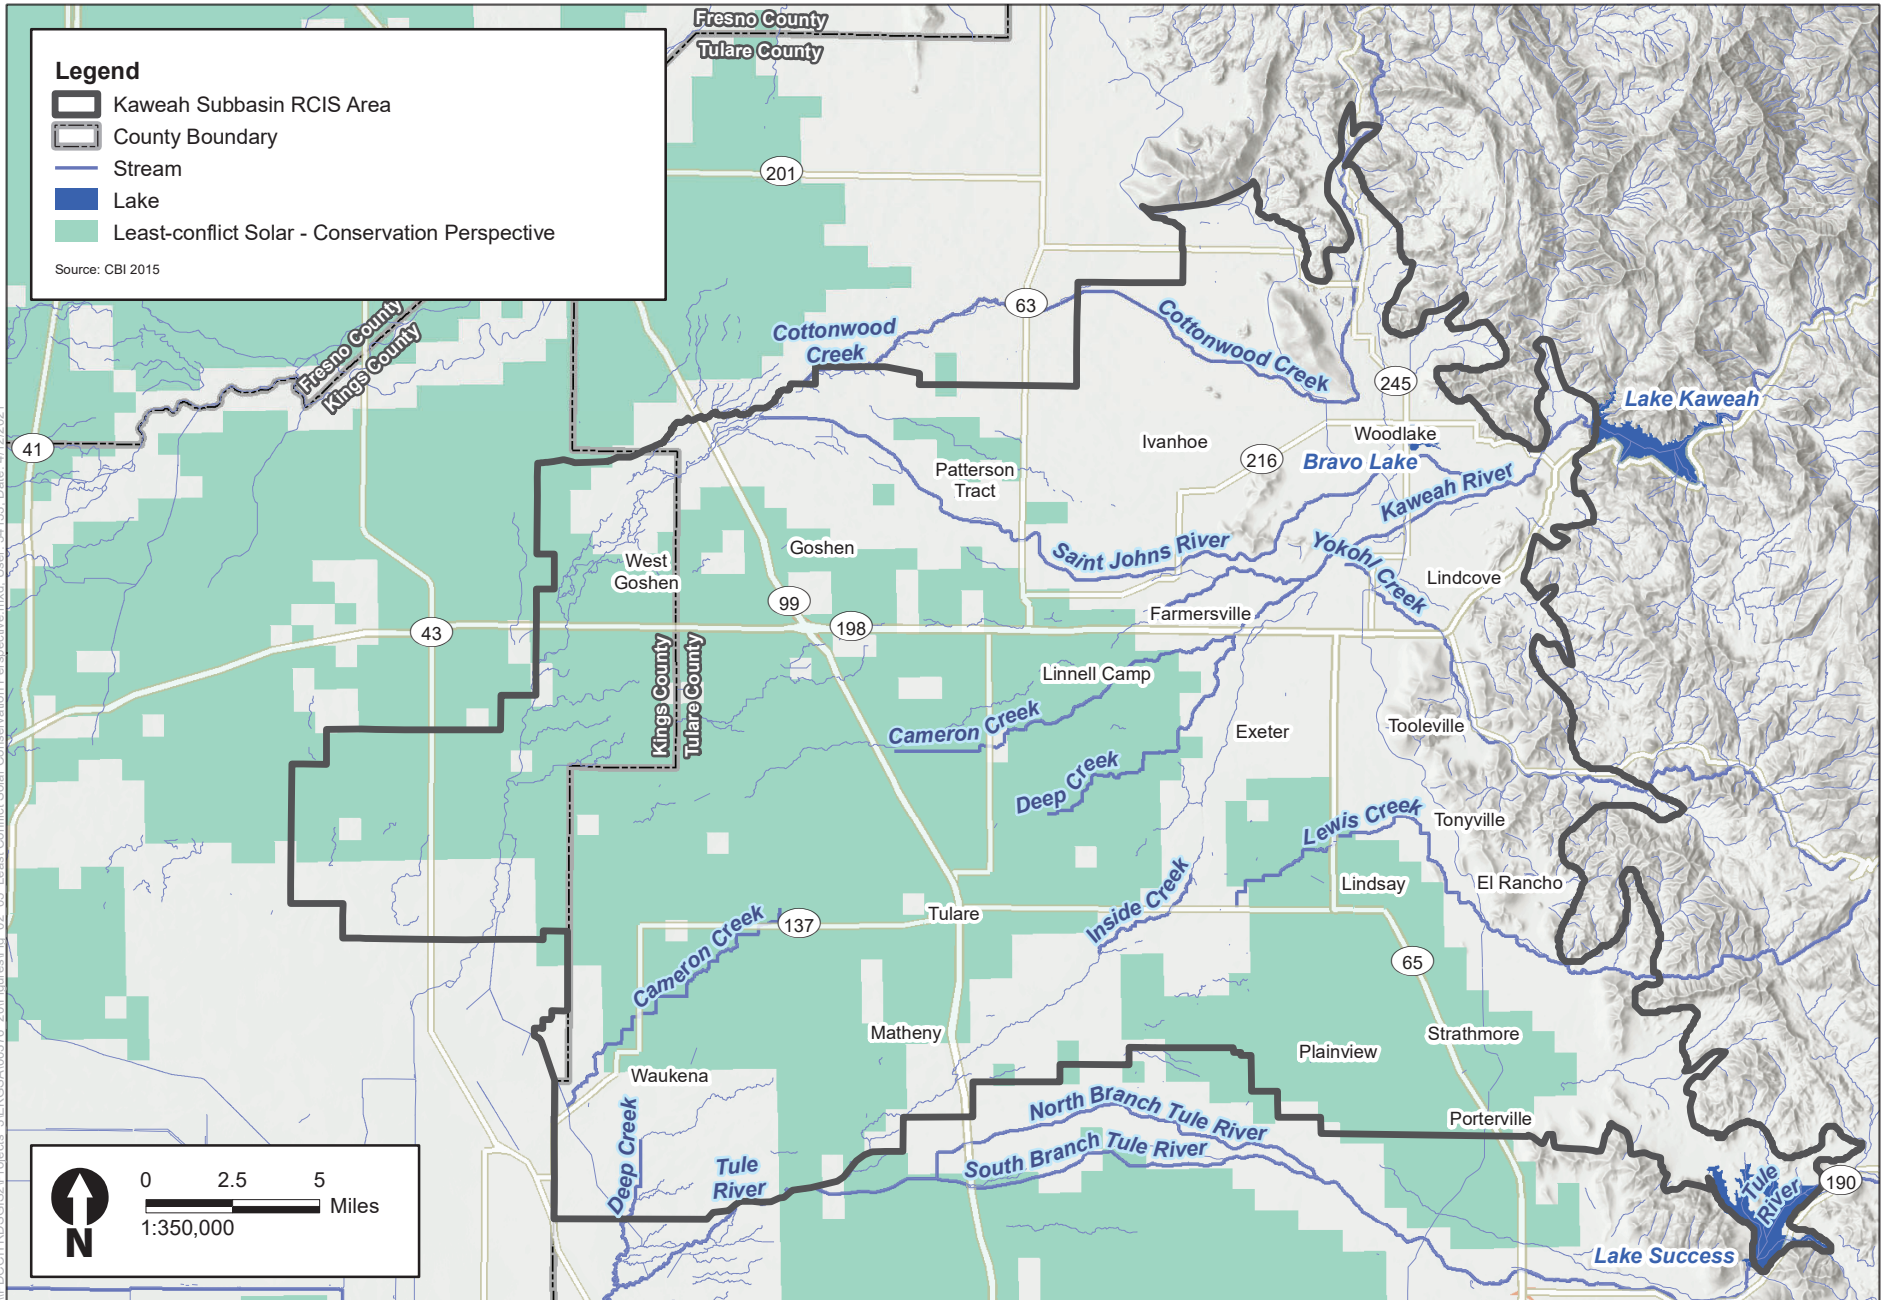 Fresno County
Tulare County
Legend
Kaweah Subbasin RCIS Area
County Boundary
Stream
Lake
Least-conflict Solar - Conservation Perspective
Source: CBI 2015
201
63
Cottonwood
Creek
Cottonwood Creek
Fresno County
Kings County
245
Lake Kaweah
41
Ivanhoe
Woodlake
216
Bravo Lake
Patterson
Tract
Kaweah River
Saint Johns River
Yokohl Creek
West
Goshen
Goshen
Lindcove
99
198
43
Farmersville
Kings County
Tulare County
Linnell Camp
Cameron Creek
Exeter
Tooleville
Deep Creek
Lewis Creek
Tonyville
Lindsay
El Rancho
Inside Creek
Tulare
137
Cameron Creek
65
Matheny
Strathmore
Plainview
Waukena
North Branch Tule River
Porterville
Deep Creek
South Branch Tule River
Tule
River
Tule
River
190
Lake Success
0 2.5 5
Miles
1:350,000
N